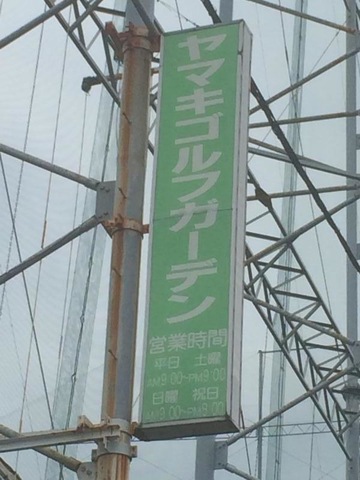 ヤマキゴルフガーデン
営業時間
平日 土曜
AM9:00~PM9:00
日曜 祝日
AM9:00~PM8:00